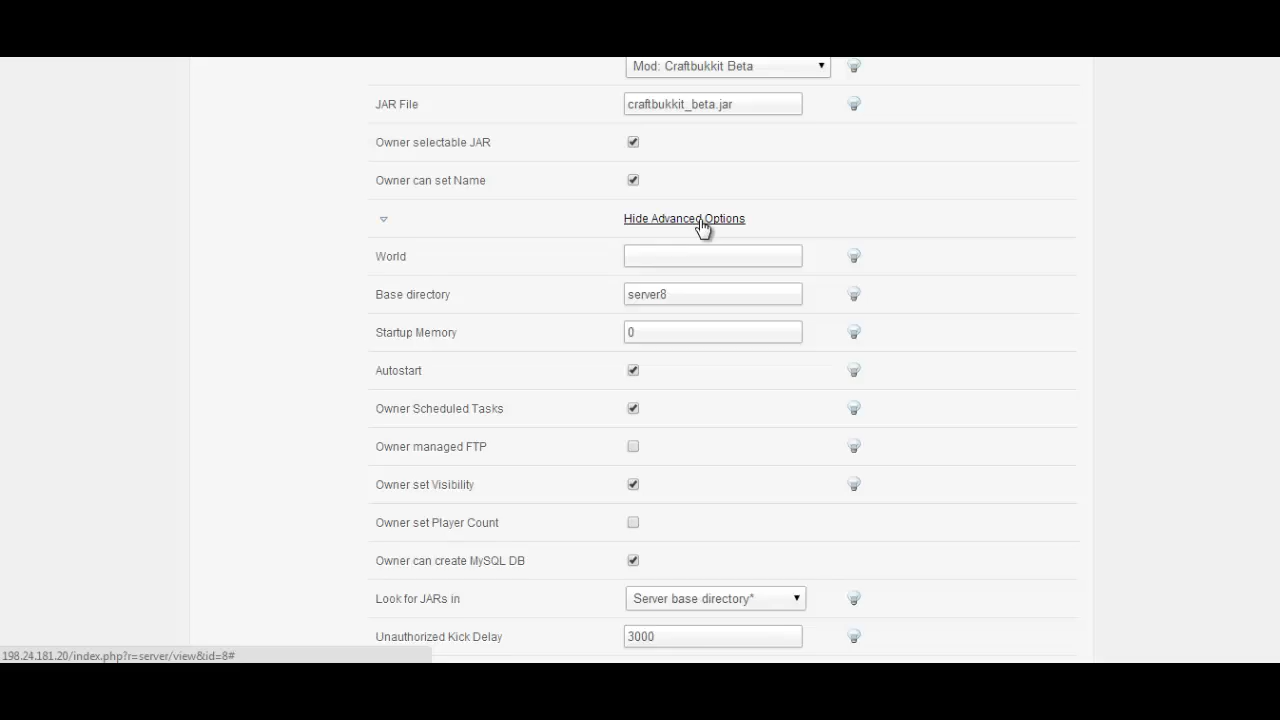 Mod: Craftbukkit Beta
JAR File craftbukkit_beta.jar
Owner selectable JAR
Owner can set Name
Hide Advanced Options
World
Base directory server8
Startup Memory 0
Autostart
Owner Scheduled Tasks
Owner managed FTP
Owner set Visibility
Owner set Player Count
Owner can create MySQL DB
Look for JARs in Server base directory*
Unauthorized Kick Delay 3000
198.24.181.20/index.php?r=server/view&id=8#